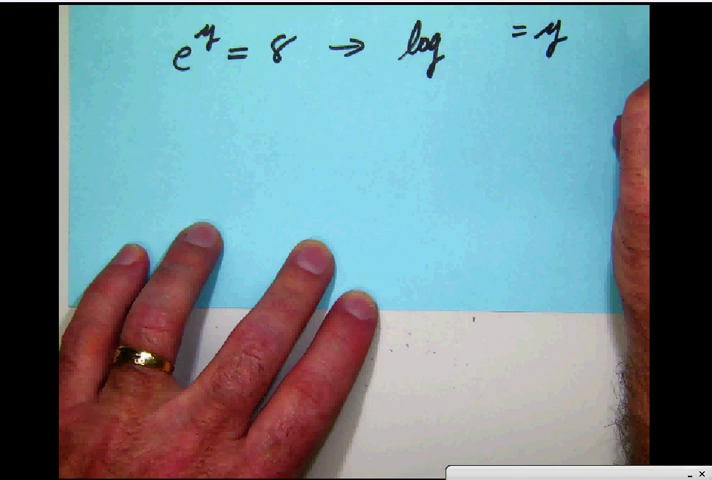 e^y = 8 → log = y